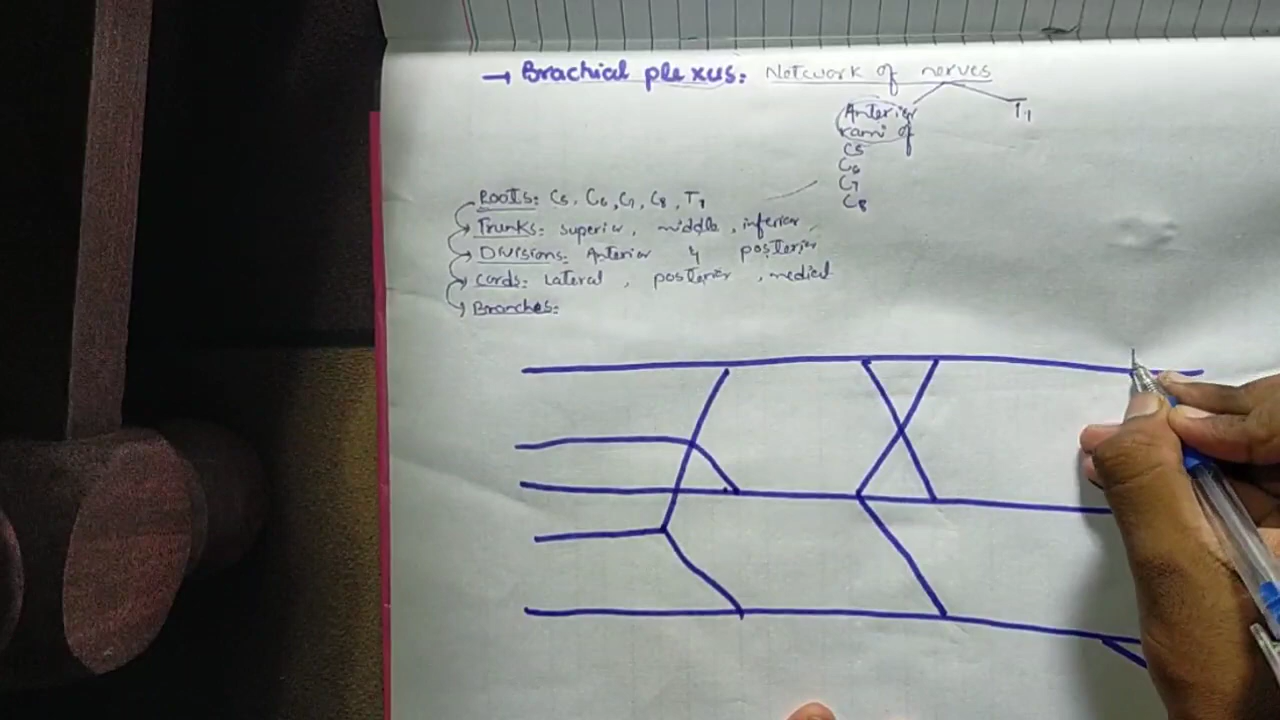 → Brachial plexus: Network of nerves
Anterior
rami of
T1
C5
C6
C7
C8
Roots: C5, C6, C7, C8, T1
Trunks: superior, middle, inferior
Divisions: Anterior & posterior
Cords: Lateral, posterior, medial
Branches: